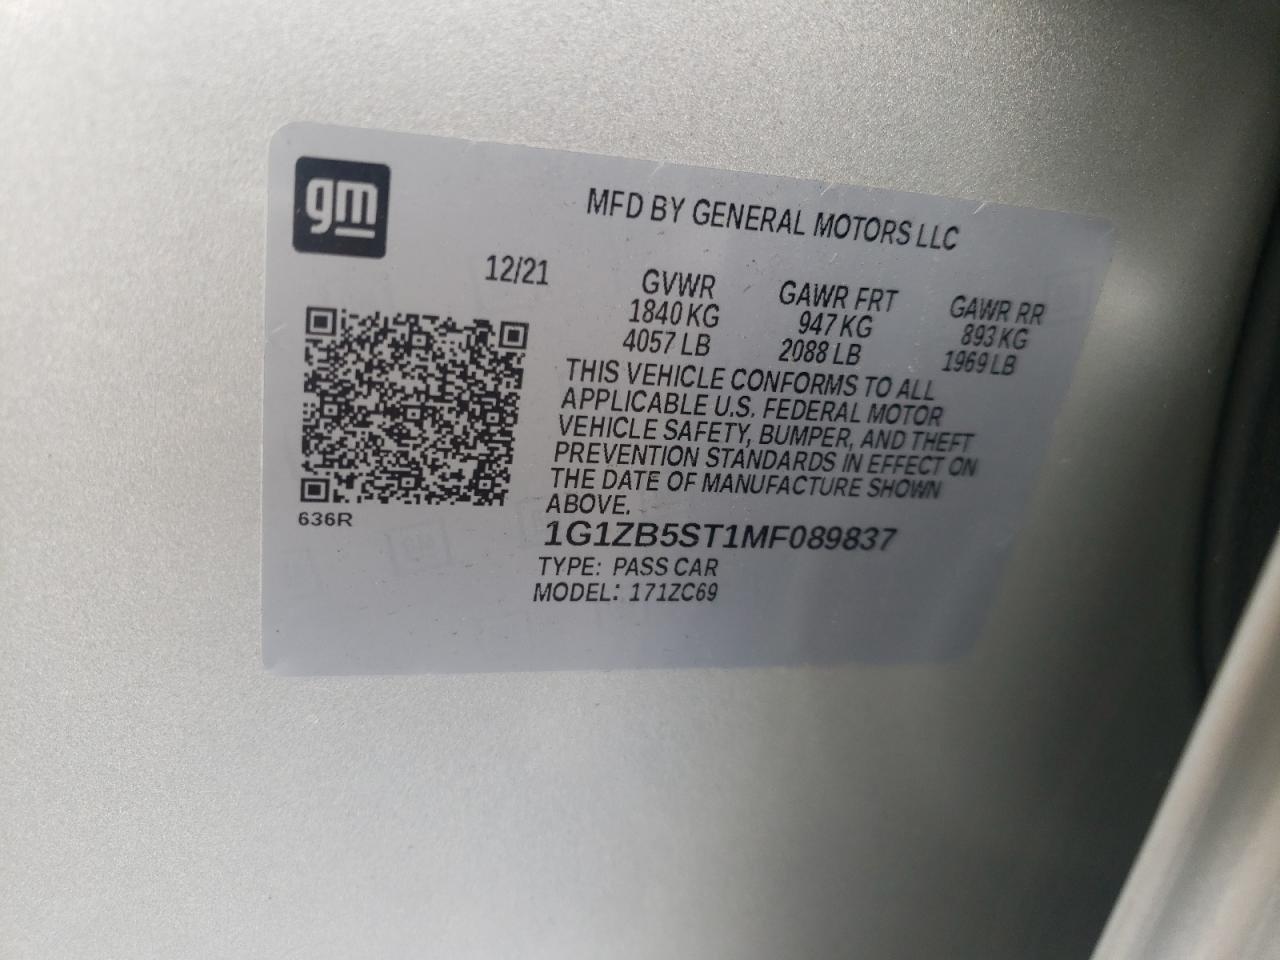 gm
MFD BY GENERAL MOTORS LLC
12/21
GVWR GAWR FRT GAWR RR
1840 KG 947 KG 893 KG
4057 LB 2088 LB 1969 LB
THIS VEHICLE CONFORMS TO ALL
APPLICABLE U.S. FEDERAL MOTOR
VEHICLE SAFETY, BUMPER, AND THEFT
PREVENTION STANDARDS IN EFFECT ON
THE DATE OF MANUFACTURE SHOWN
ABOVE.
636R
1G1ZB5ST1MF089837
TYPE: PASS CAR
MODEL: 171ZC69